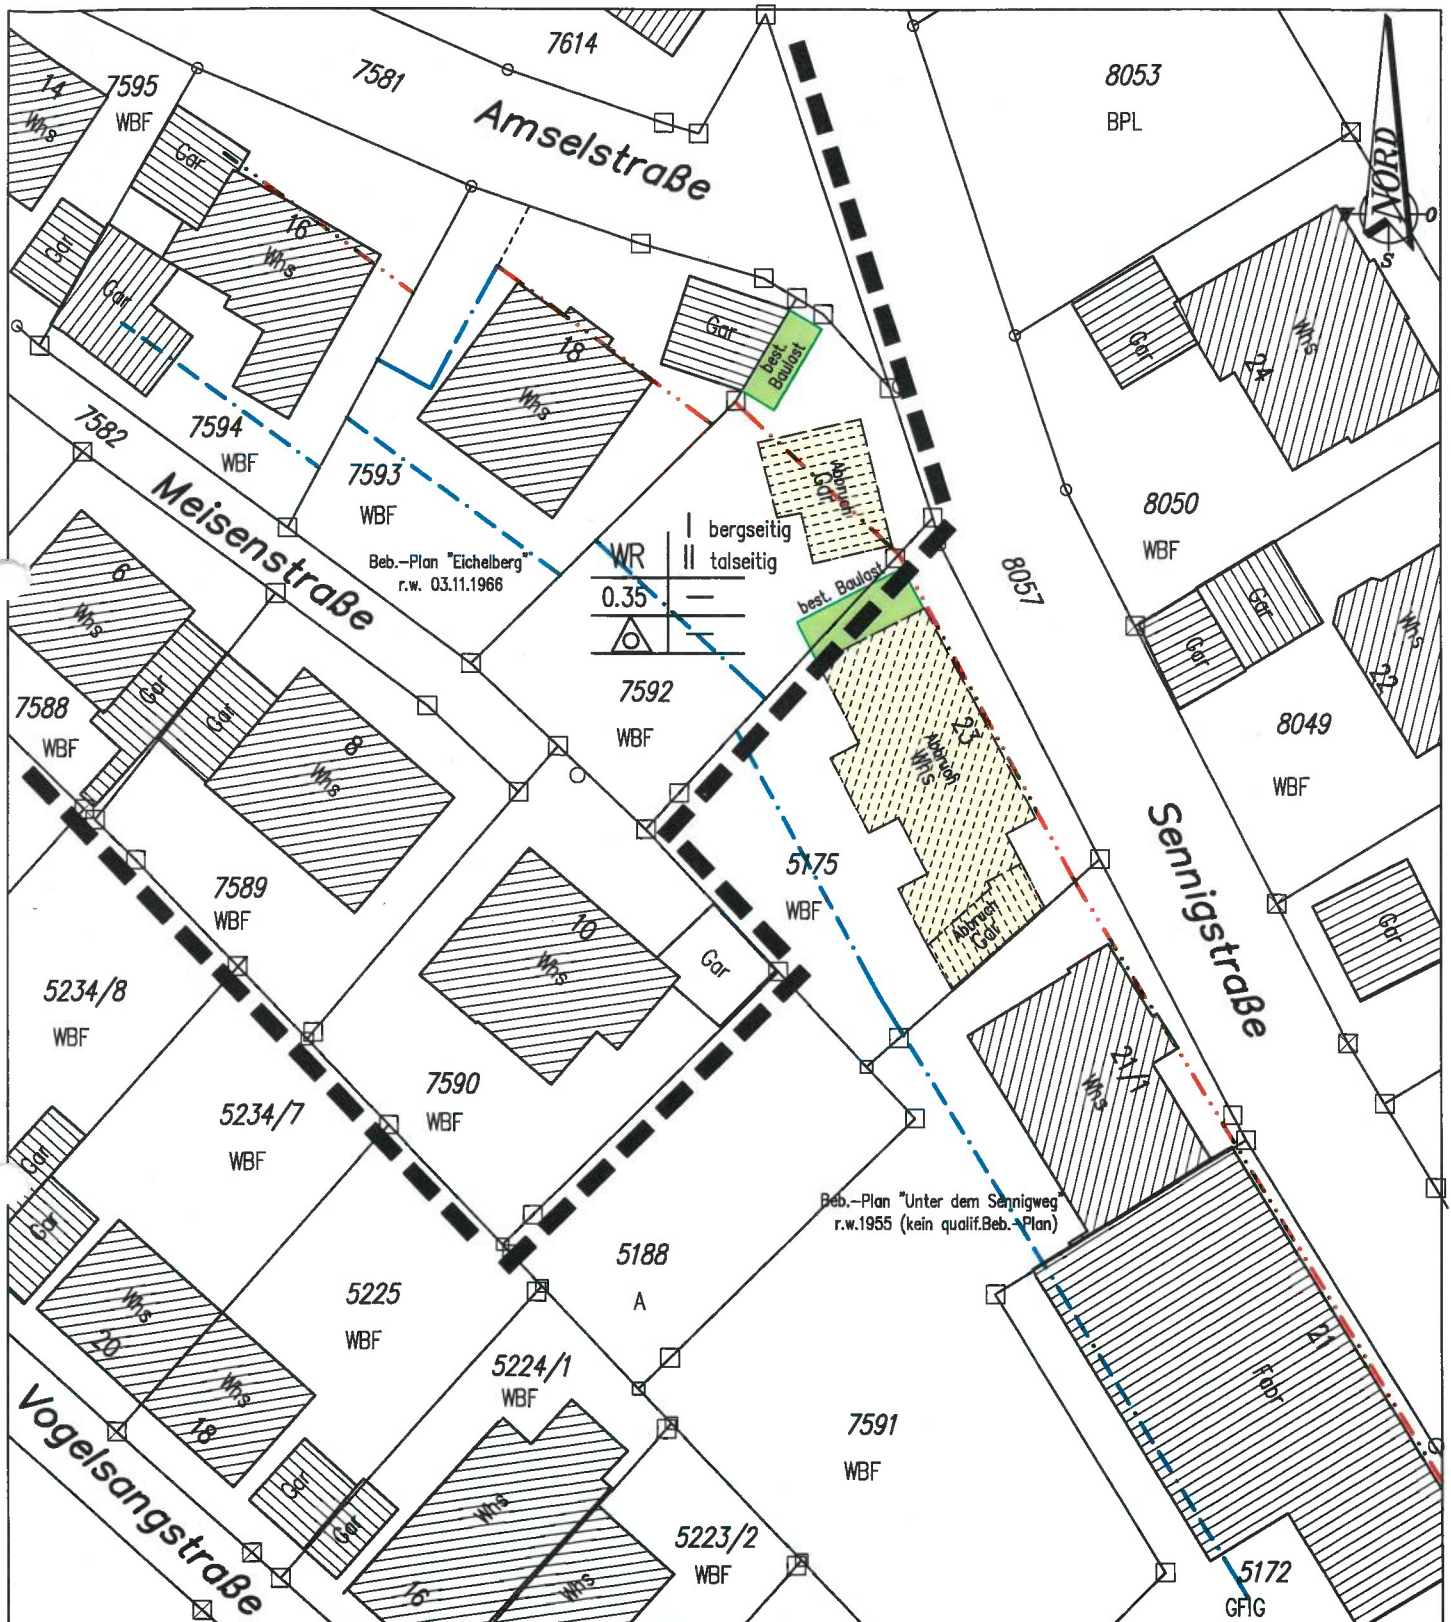 7614
7581
7595
WBF
14
Whs
Amselstraße
8053
BPL
NORD
O
S
Gar
16
Whs
Gar
Gar
Gar
best.
Baulast
18
Whs
Gar
24
Whs
7582
7594
WBF
7593
WBF
Abbruch
Gar
8050
WBF
Meisenstraße
Beb.-Plan "Eichelberg"
r.w. 03.11.1966
I bergseitig
WR
II talseitig
0.35
best. Baulast
8057
6
Whs
Gar
Gar
Gar
Gar
Whs
22
7588
WBF
7592
WBF
8049
WBF
8
Whs
23
Abbruch
Whs
Sennigstraße
7589
WBF
5175
WBF
10
Whs
Gar
Abbruch
Gar
Gar
5234/8
WBF
7590
WBF
21/1
Whs
5234/7
WBF
Gar
Gar
Beb.-Plan "Unter dem Sennigweg"
r.w.1955 (kein qualif.Beb.-Plan)
5188
A
5225
WBF
Whs
20
Whs
18
21
Fabr
5224/1
WBF
7591
WBF
Vogelsangstraße
Gar
Gar
Whs
16
Whs
5223/2
WBF
5172
GFIG